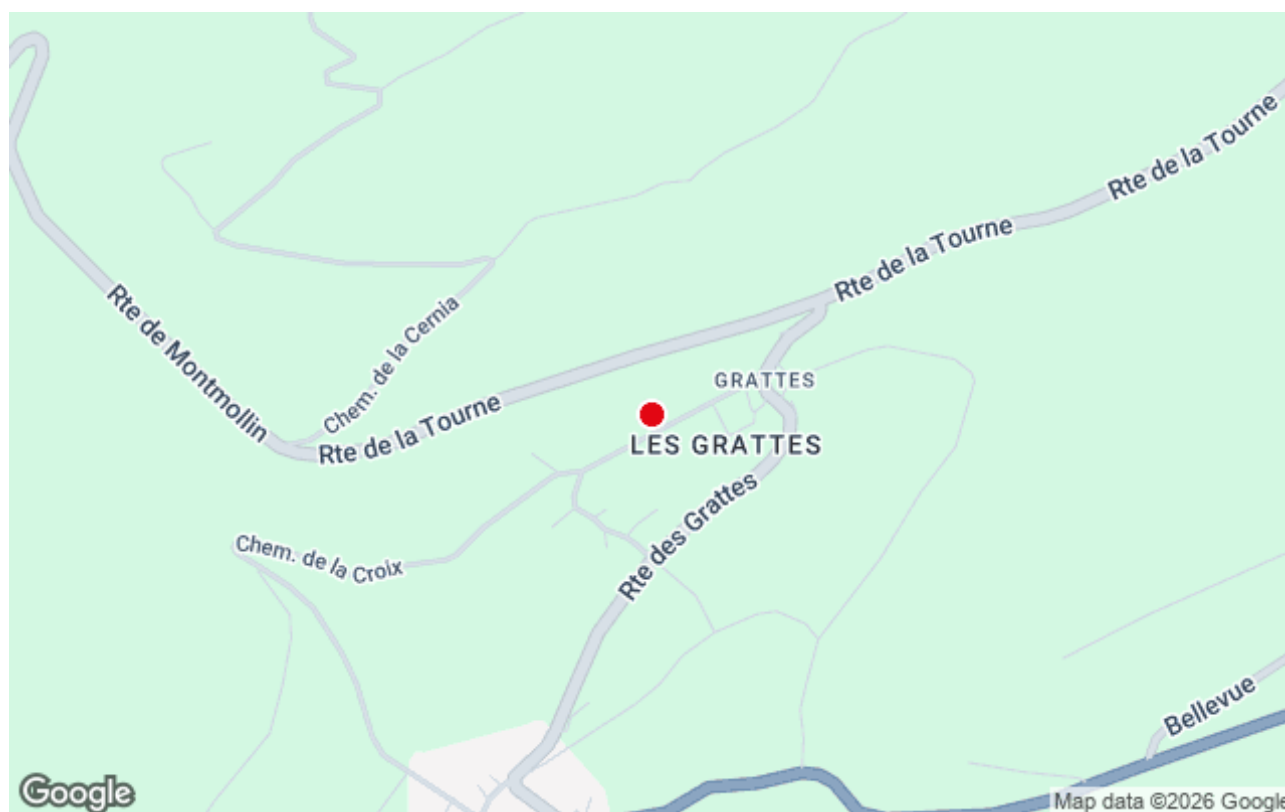 Rte de la Tourne
Rte de la Tourne
Rte de Montmollin
Chem. de la Cernia
GRATTES
Rte de la Tourne
LES GRATTES
Rte des Grattes
Chem. de la Croix
Bellevue
Google
Map data ©2026 Google